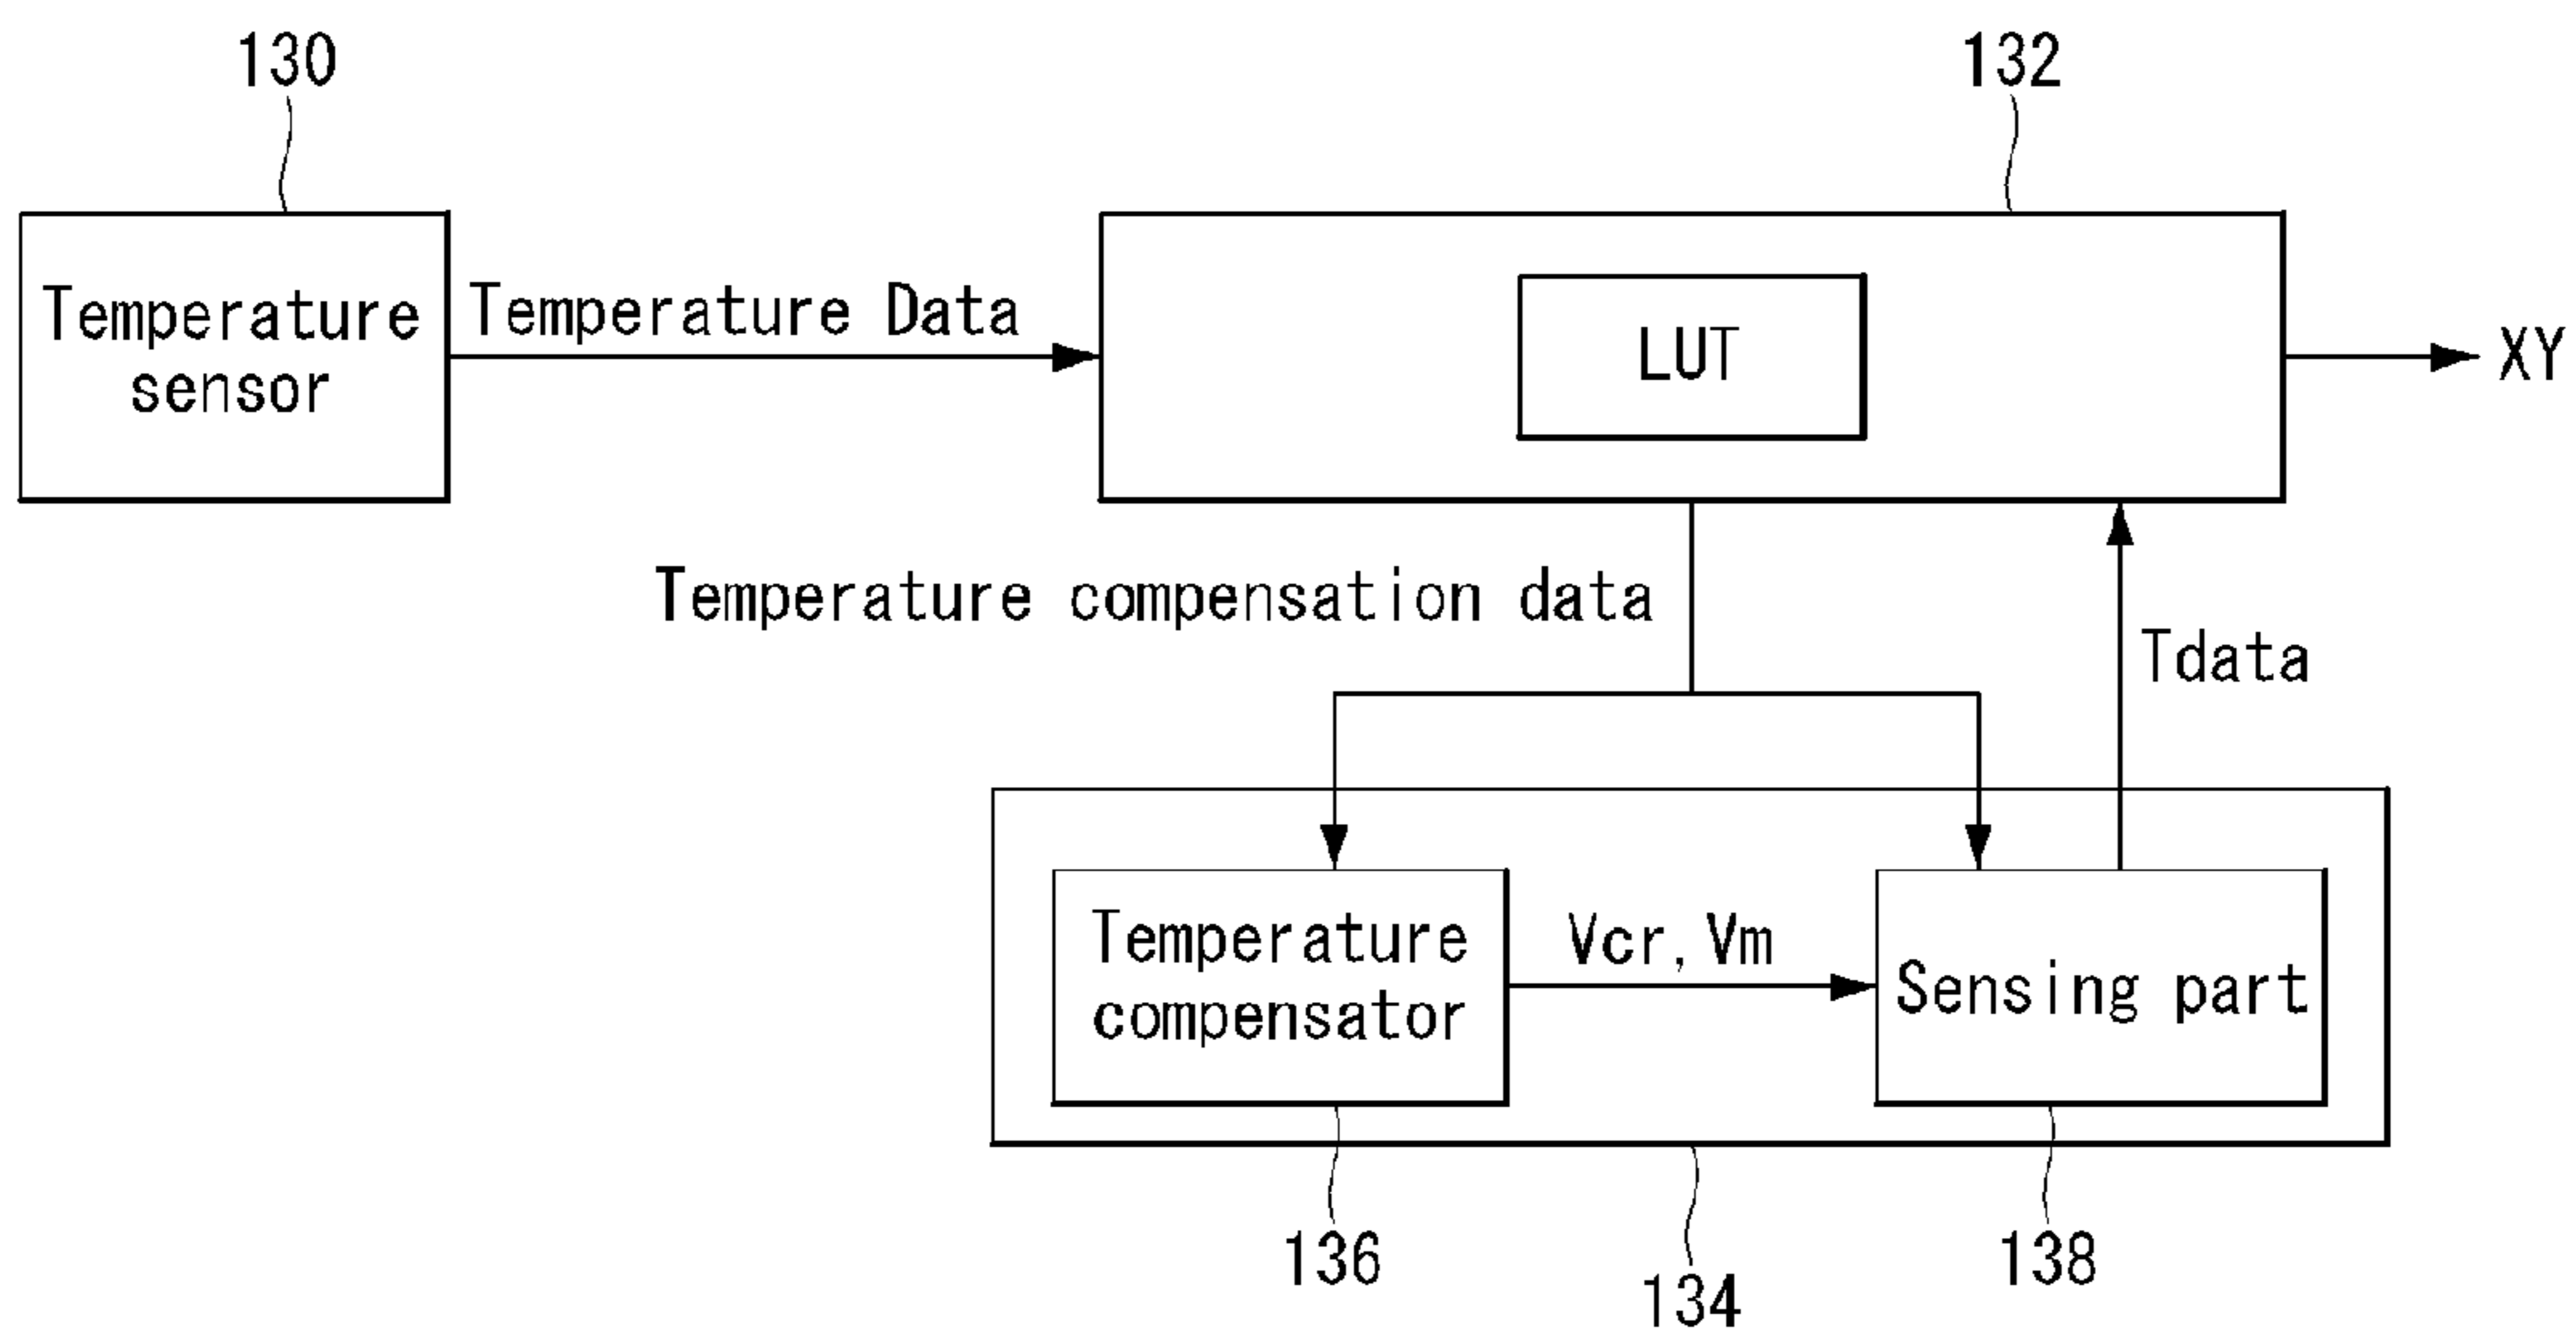 130
132
Temperature
sensor
Temperature Data
LUT
XY
Temperature compensation data
Tdata
Temperature
compensator
Vcr, Vm
Sensing part
136
134
138